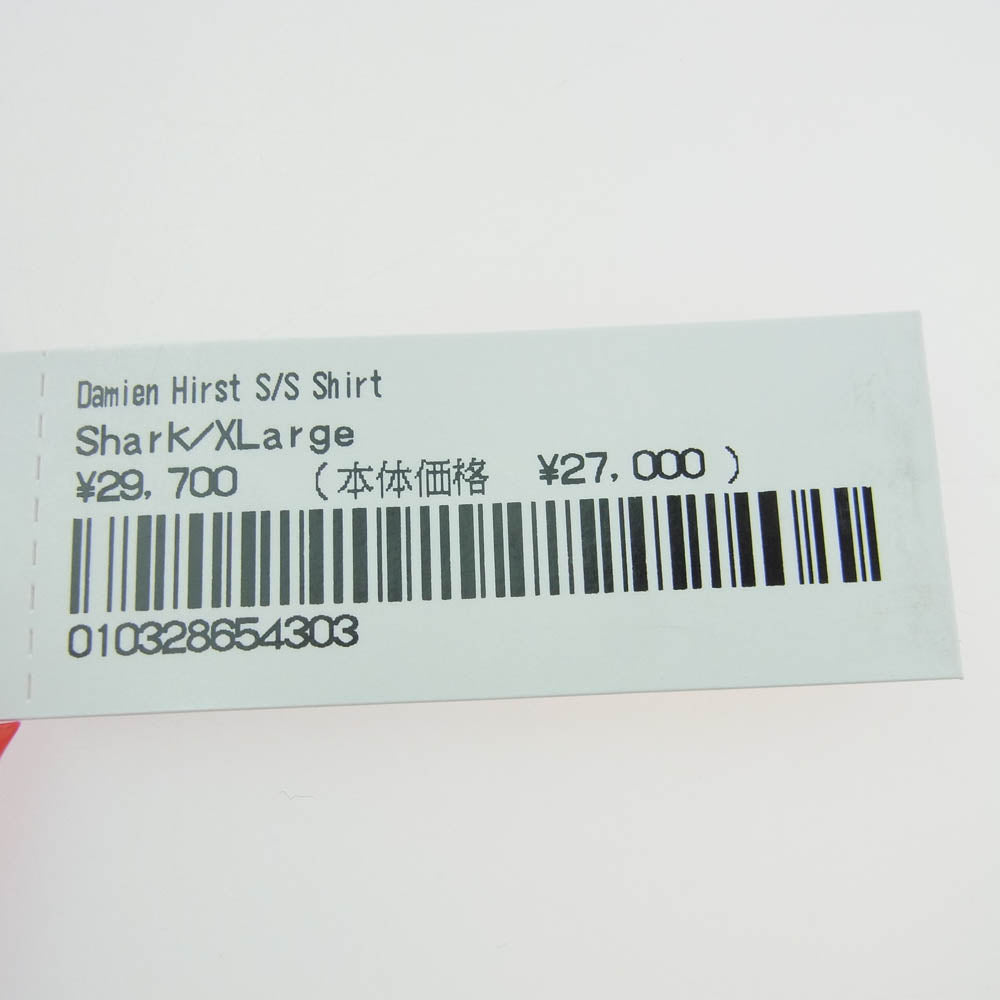 Damien Hirst S/S Shirt
Shark/XLarge
¥29,700 (本体価格 ¥27,000)
010328654303